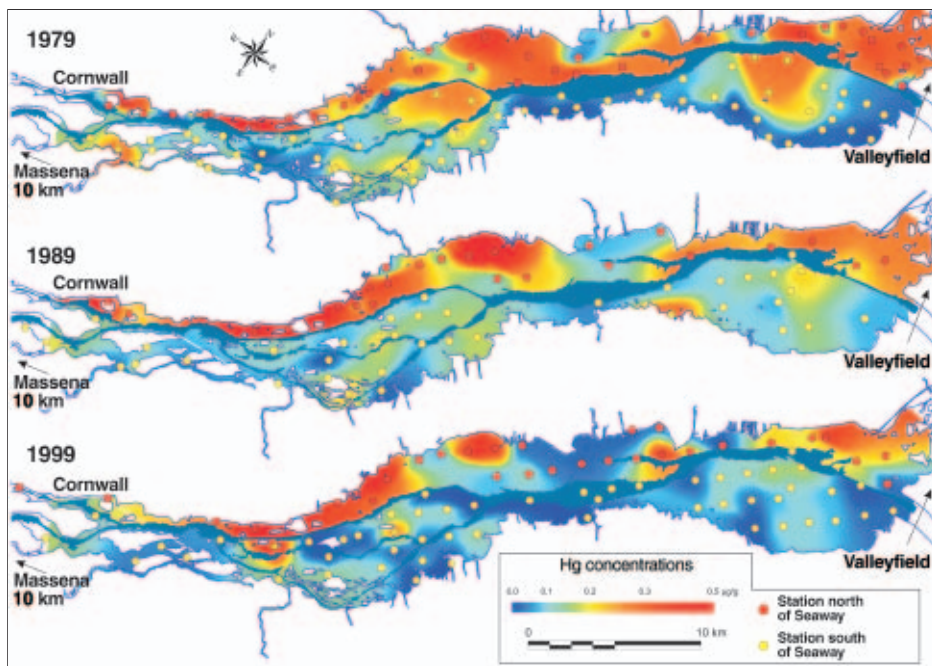 1979
Cornwall
Massena
10 km
Valleyfield
1989
Cornwall
Massena
10 km
Valleyfield
1999
Cornwall
Massena
10 km
Valleyfield
Hg concentrations
0.0 0.1 0.2 0.3 0.5 µg/g
0 10 km
Station north
of Seaway
Station south
of Seaway